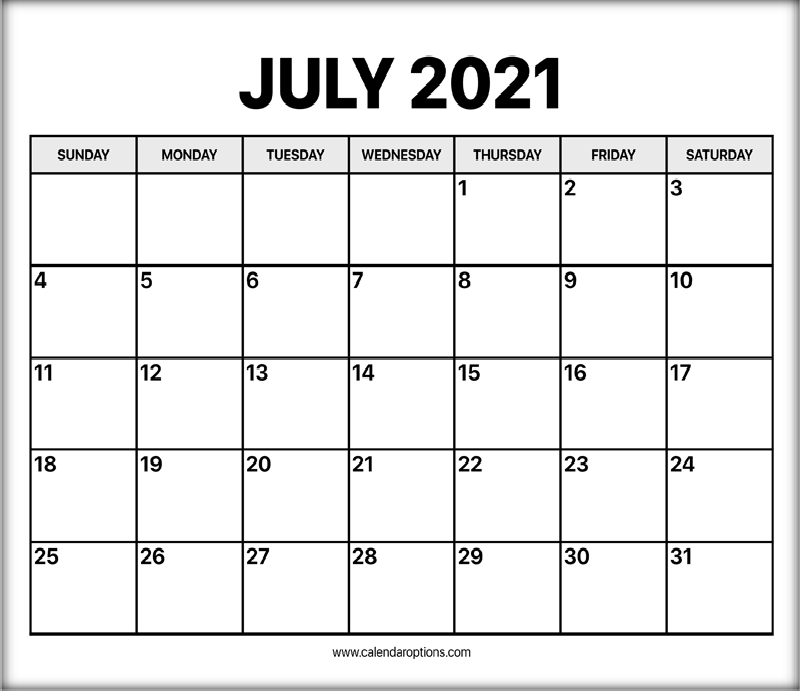 JULY 2021
SUNDAY MONDAY TUESDAY WEDNESDAY THURSDAY FRIDAY SATURDAY
1 2 3
4 5 6 7 8 9 10
11 12 13 14 15 16 17
18 19 20 21 22 23 24
25 26 27 28 29 30 31
www.calendaroptions.com